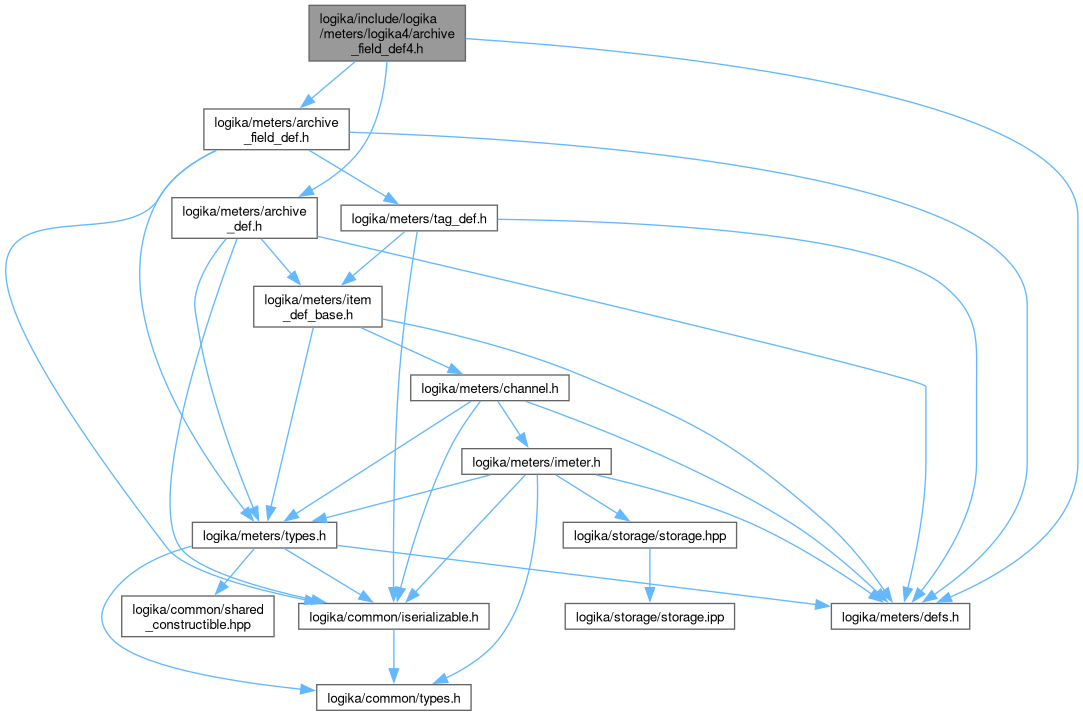 logika/include/logika
/meters/logika4/archive
_field_def4.h
logika/meters/archive
_field_def.h
logika/meters/archive
_def.h
logika/meters/tag_def.h
logika/meters/item
_def_base.h
logika/meters/channel.h
logika/meters/imeter.h
logika/meters/types.h
logika/storage/storage.hpp
logika/common/shared
_constructible.hpp
logika/common/iserializable.h
logika/storage/storage.ipp
logika/meters/defs.h
logika/common/types.h